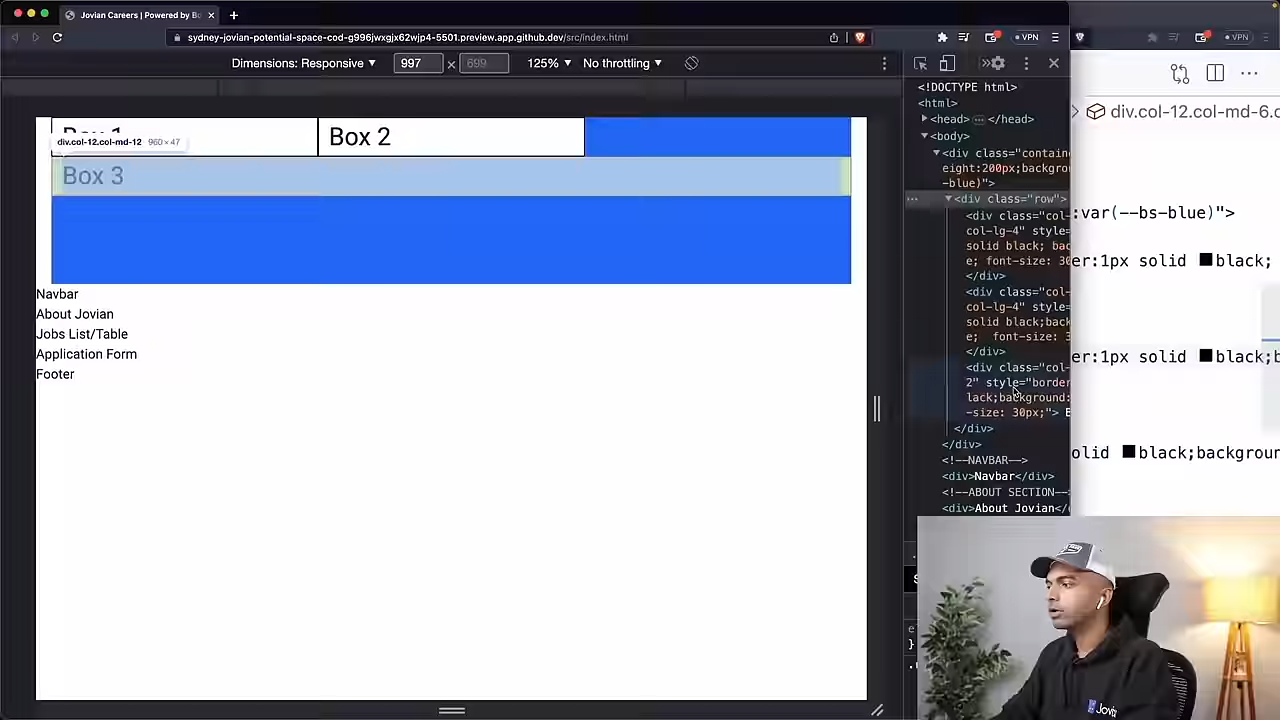 Jovian Careers | Powered by B
sydney-jovian-potential-space-cod-g996jwxgjx62wjp4-5501.preview.app.github.dev/src/index.html
VPN
VPN
Dimensions: Responsive
997 × 699
125%
No throttling
div.col-12.col-md-6.c
<!DOCTYPE html>
<html>
<head> ⋯ </head>
<body>
<div class="contain
eight:200px;backgro
-blue)">
<div class="row">
<div class="col-
col-lg-4" style=
solid black; bac
e; font-size: 30
</div>
<div class="col-
col-lg-4" style=
solid black;back
e; font-size: 3
</div>
<div class="col-
2" style="border
lack;background:
-size: 30px;"> B
</div>
</div>
<!--NAVBAR-->
<div>Navbar</div>
<!--ABOUT SECTION--
<div>About Jovian</
:var(--bs-blue)">
er:1px solid black;
er:1px solid black;b
olid black;backgroun
Box 2
div.col-12.col-md-12 960 × 47
Box 3
Navbar
About Jovian
Jobs List/Table
Application Form
Footer